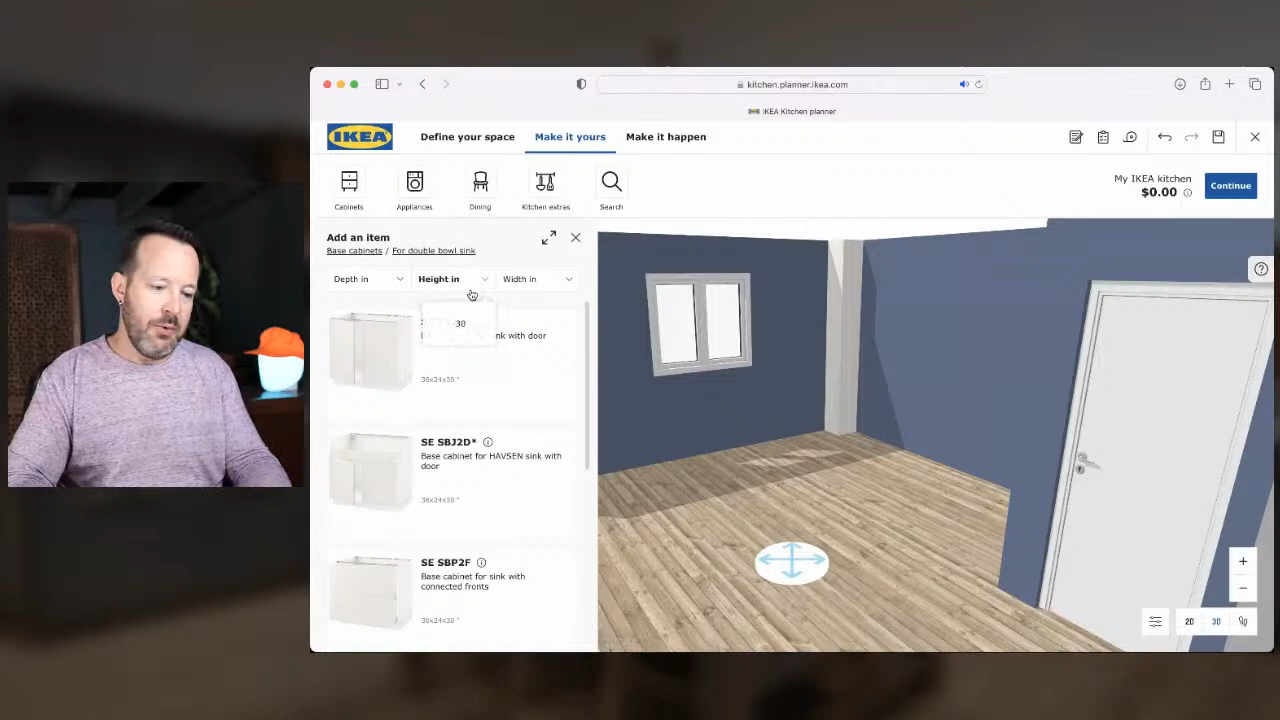 kitchen.planner.ikea.com
IKEA Kitchen planner
IKEA
Define your space
Make it yours
Make it happen
Cabinets
Appliances
Dining
Kitchen extras
Search
My IKEA kitchen
$0.00
Continue
Add an item
Base cabinets / For double bowl sink
Depth in
Height in
Width in
30
nk with door
36x24x30 "
SE SBJ2D*
Base cabinet for HAVSEN sink with
door
36x24x30 "
SE SBP2F
Base cabinet for sink with
connected fronts
36x24x30 "
2D
3D